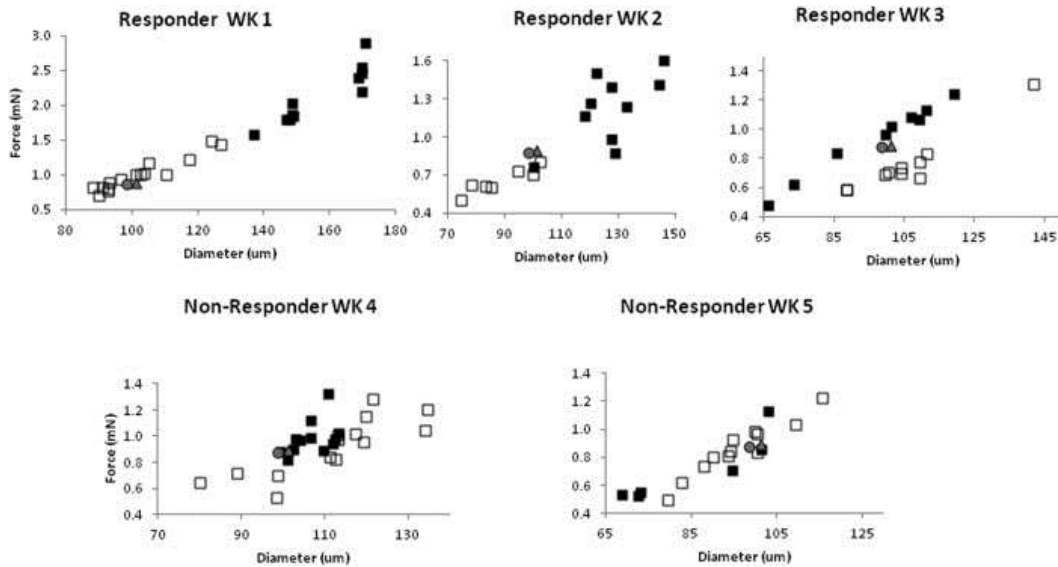 Responder WK 1
Responder WK 2
Responder WK 3
Force (mN)
3.0
2.5
2.0
1.5
1.0
0.5
80 100 120 140 160 180
Diameter (um)
1.6
1.2
0.8
0.4
70 90 110 130 150
Diameter (um)
1.4
1.2
1.0
0.8
0.6
0.4
65 85 105 125 145
Diameter (um)
Non-Responder WK 4
Non-Responder WK 5
Force (mN)
1.4
1.2
1.0
0.8
0.6
0.4
70 90 110 130
Diameter (um)
1.4
1.2
1.0
0.8
0.6
0.4
65 85 105 125
Diameter (um)